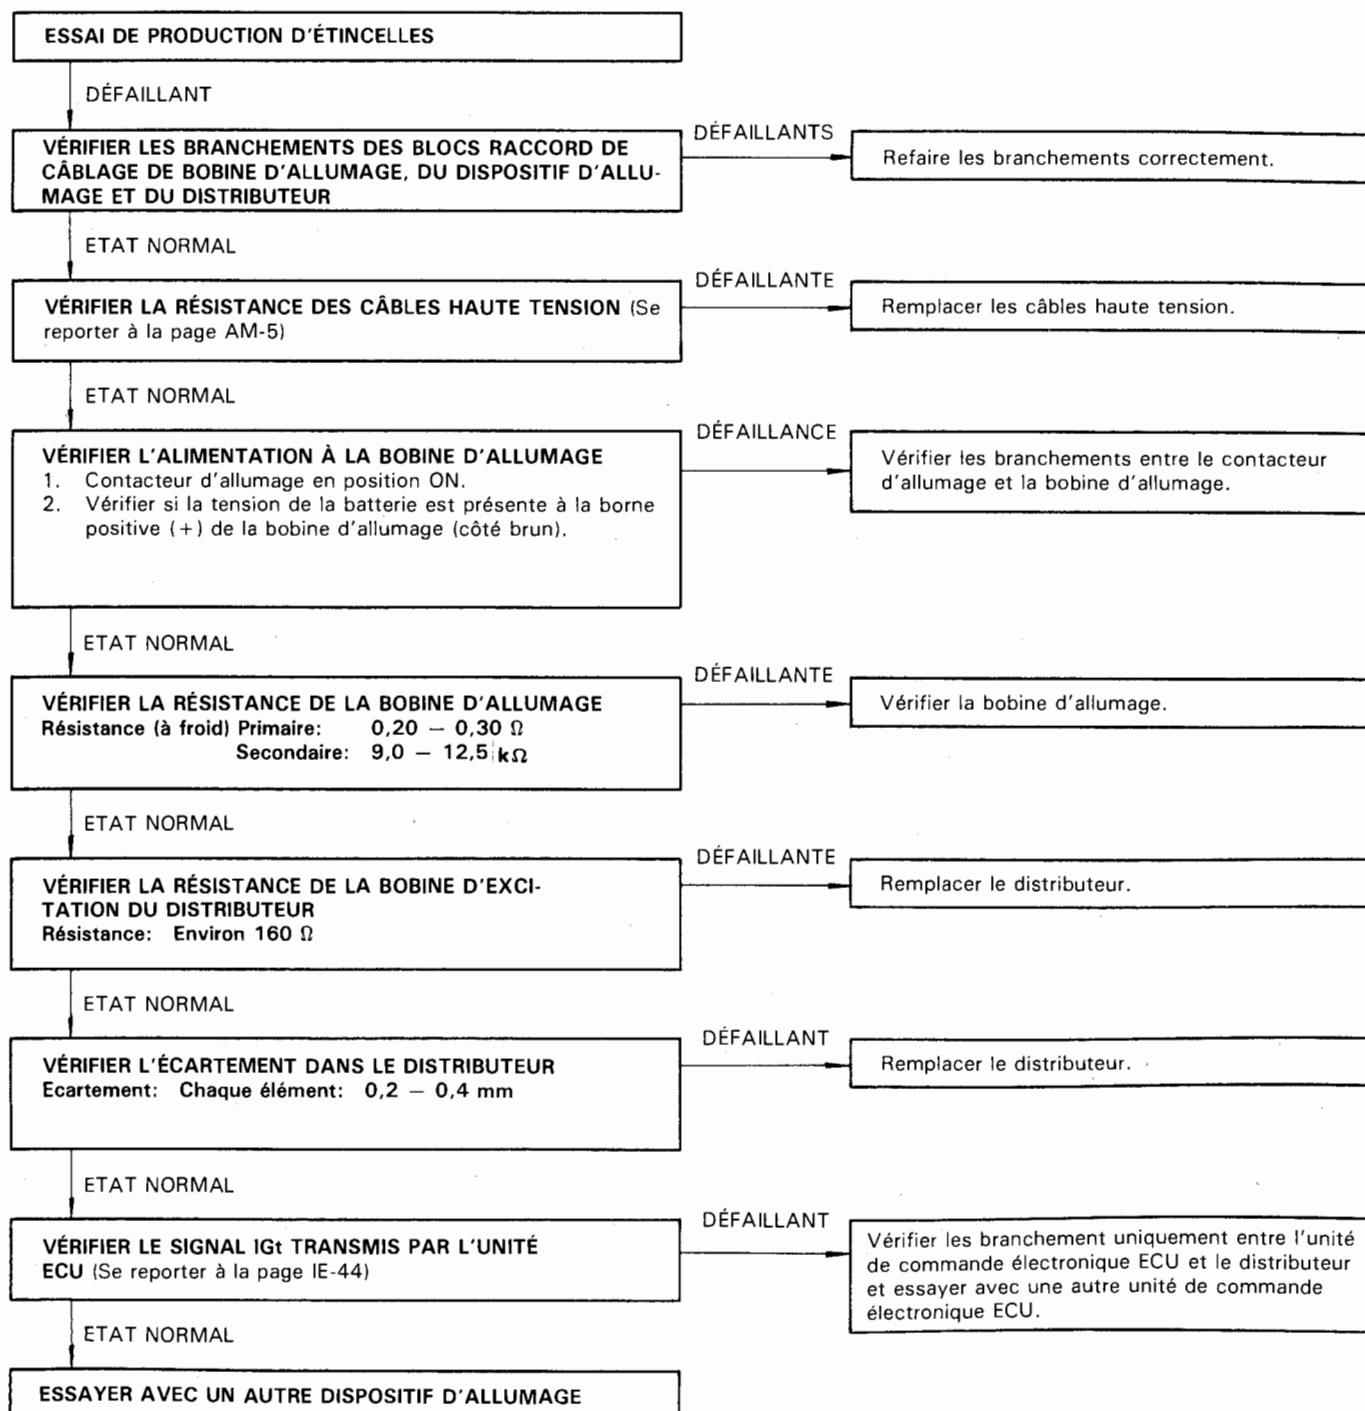 ESSAI DE PRODUCTION D'ÉTINCELLES
DÉFAILLANT
VÉRIFIER LES BRANCHEMENTS DES BLOCS RACCORD DE
CÂBLAGE DE BOBINE D'ALLUMAGE, DU DISPOSITIF D'ALLU-
MAGE ET DU DISTRIBUTEUR
DÉFAILLANTS
Refaire les branchements correctement.
ETAT NORMAL
VÉRIFIER LA RÉSISTANCE DES CÂBLES HAUTE TENSION (Se
reporter à la page AM-5)
DÉFAILLANTE
Remplacer les câbles haute tension.
ETAT NORMAL
VÉRIFIER L'ALIMENTATION À LA BOBINE D'ALLUMAGE
1. Contacteur d'allumage en position ON.
2. Vérifier si la tension de la batterie est présente à la borne
positive (+) de la bobine d'allumage (côté brun).
DÉFAILLANCE
Vérifier les branchements entre le contacteur
d'allumage et la bobine d'allumage.
ETAT NORMAL
VÉRIFIER LA RÉSISTANCE DE LA BOBINE D'ALLUMAGE
Résistance (à froid) Primaire: 0,20 — 0,30 Ω
Secondaire: 9,0 — 12,5 kΩ
DÉFAILLANTE
Vérifier la bobine d'allumage.
ETAT NORMAL
VÉRIFIER LA RÉSISTANCE DE LA BOBINE D'EXCI-
TATION DU DISTRIBUTEUR
Résistance: Environ 160 Ω
DÉFAILLANTE
Remplacer le distributeur.
ETAT NORMAL
VÉRIFIER L'ÉCARTEMENT DANS LE DISTRIBUTEUR
Ecartement: Chaque élément: 0,2 — 0,4 mm
DÉFAILLANT
Remplacer le distributeur.
ETAT NORMAL
VÉRIFIER LE SIGNAL IGt TRANSMIS PAR L'UNITÉ
ECU (Se reporter à la page IE-44)
DÉFAILLANT
Vérifier les branchement uniquement entre l'unité
de commande électronique ECU et le distributeur
et essayer avec une autre unité de commande
électronique ECU.
ETAT NORMAL
ESSAYER AVEC UN AUTRE DISPOSITIF D'ALLUMAGE